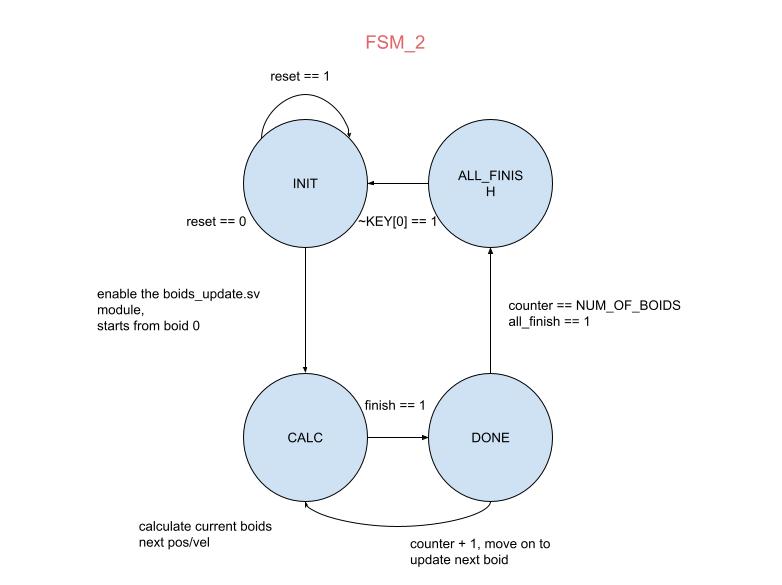 FSM_2
reset == 1
INIT
ALL_FINIS
H
reset == 0
~KEY[0] == 1
enable the boids_update.sv
module,
starts from boid 0
counter == NUM_OF_BOIDS
all_finish == 1
finish == 1
CALC
DONE
calculate current boids
next pos/vel
counter + 1, move on to
update next boid